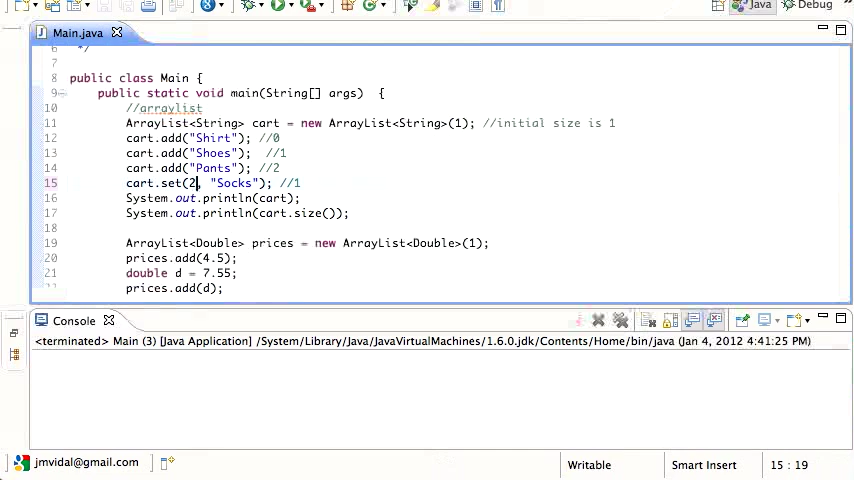 Java
Debug
Main.java
6 */
7
8 public class Main {
9 public static void main(String[] args) {
10 //arraylist
11 ArrayList<String> cart = new ArrayList<String>(1); //initial size is 1
12 cart.add("Shirt"); //0
13 cart.add("Shoes"); //1
14 cart.add("Pants"); //2
15 cart.set(2, "Socks"); //1
16 System.out.println(cart);
17 System.out.println(cart.size());
18
19 ArrayList<Double> prices = new ArrayList<Double>(1);
20 prices.add(4.5);
21 double d = 7.55;
prices.add(d);
Console
<terminated> Main (3) [Java Application] /System/Library/Java/JavaVirtualMachines/1.6.0.jdk/Contents/Home/bin/java (Jan 4, 2012 4:41:25 PM)
jmvidal@gmail.com
Writable
Smart Insert
15 : 19